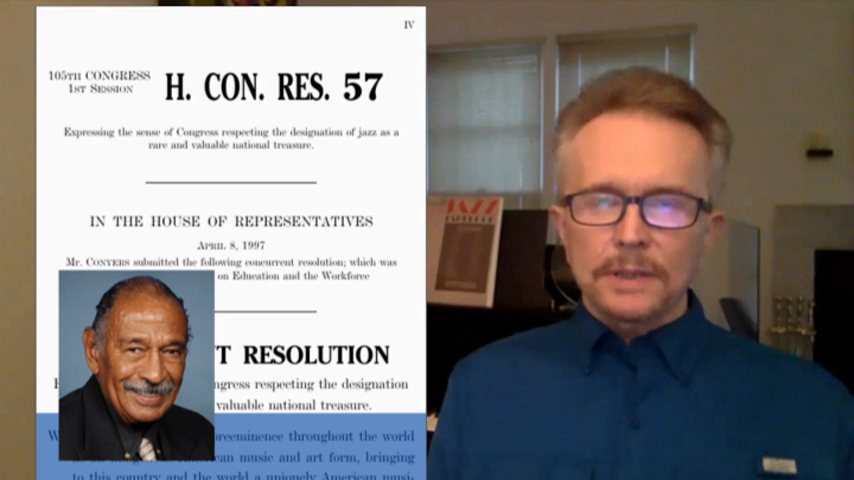 IV
105TH CONGRESS
1ST SESSION
H. CON. RES. 57
Expressing the sense of Congress respecting the designation of jazz as a
rare and valuable national treasure.
IN THE HOUSE OF REPRESENTATIVES
APRIL 8, 1997
Mr. CONYERS submitted the following concurrent resolution; which was
on Education and the Workforce
T RESOLUTION
ngress respecting the designation
valuable national treasure.
preeminence throughout the world
can music and art form, bringing
to this country and the world a uniquely American musi-
JAZZ